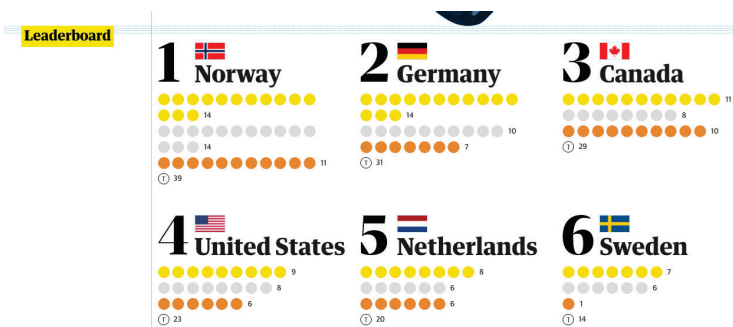 Leaderboard
1 Norway
14
14
11
T 39
2 Germany
14
10
7
T 31
3 Canada
11
8
10
T 29
4 United States
9
8
6
T 23
5 Netherlands
8
6
6
T 20
6 Sweden
7
6
1
T 14